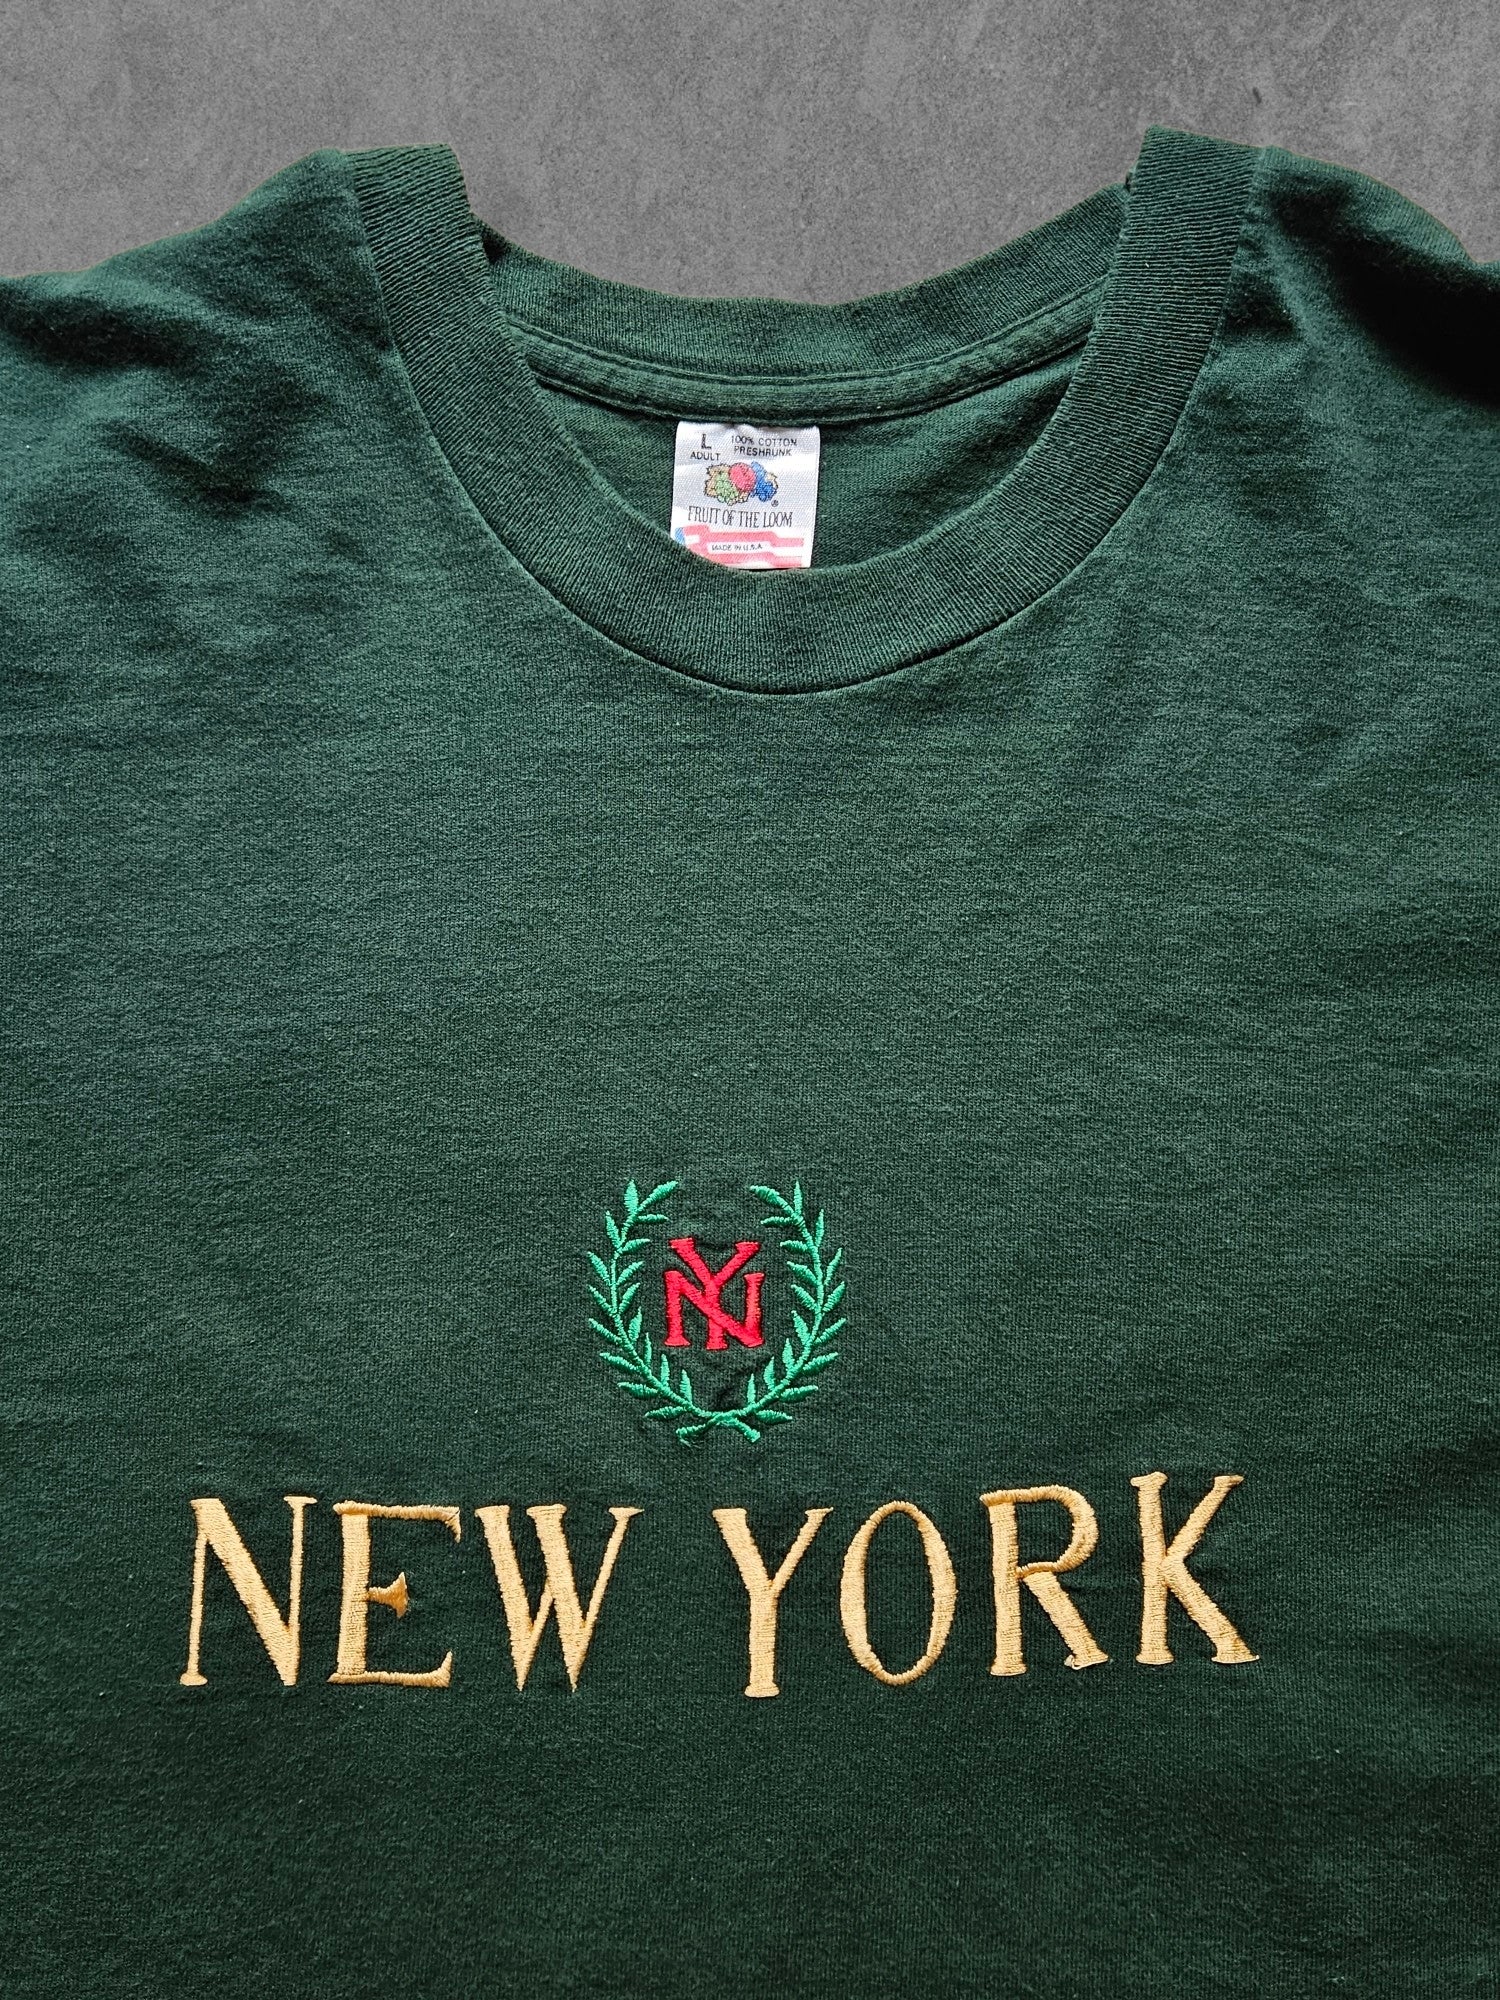 L 100% COTTON
ADULT PRESHRUNK
®
FRUIT OF THE LOOM
MADE IN U.S.A
NY
NEW YORK